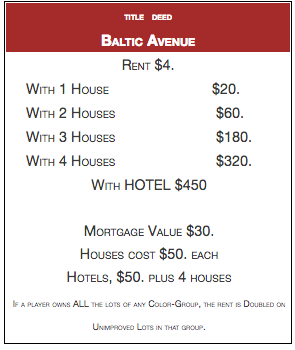 TITLE DEED
BALTIC AVENUE
RENT $4.
WITH 1 HOUSE $20.
WITH 2 HOUSES $60.
WITH 3 HOUSES $180.
WITH 4 HOUSES $320.
WITH HOTEL $450
MORTGAGE VALUE $30.
HOUSES COST $50. EACH
HOTELS, $50. PLUS 4 HOUSES
IF A PLAYER OWNS ALL THE LOTS OF ANY COLOR-GROUP, THE RENT IS DOUBLED ON
UNIMPROVED LOTS IN THAT GROUP.